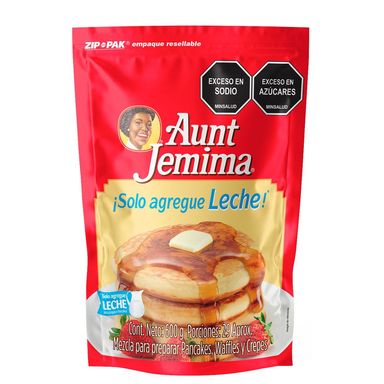 ZIP PAK® empaque resellable
EXCESO EN
SODIO
MINSALUD
EXCESO EN
AZÚCARES
MINSALUD
Aunt
Jemima®
¡Solo agregue Leche!
Solo agregue
LECHE
Cont. Neto: 600 g. Porciones: 29 Aprox.
Mezcla para preparar Pancakes, Waffles y Crepes